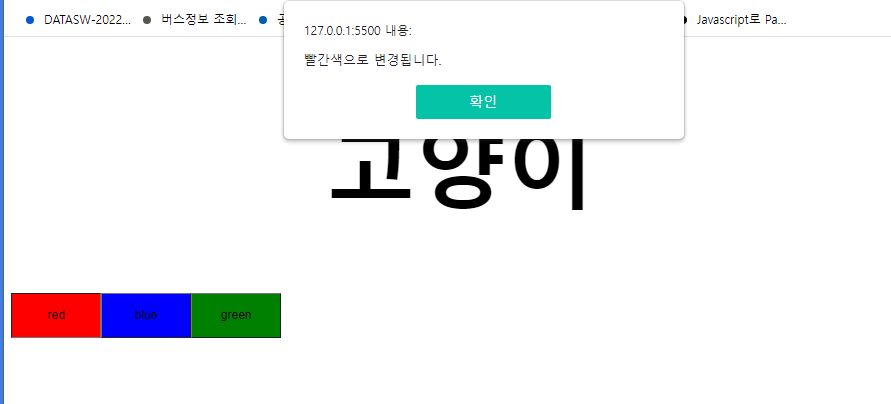 DATASW-2022... 버스정보 조회... Javascript로 Pa...
127.0.0.1:5500 내용:
빨간색으로 변경됩니다.
확인
고양이
red blue green